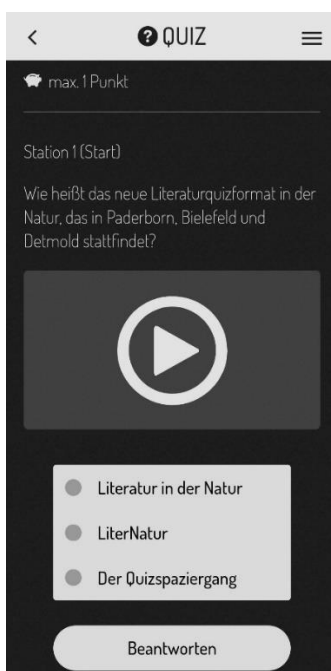 QUIZ
max. 1 Punkt
Station 1 (Start)
Wie heißt das neue Literaturquizformat in der
Natur, das in Paderborn, Bielefeld und
Detmold stattfindet?
Literatur in der Natur
LiterNatur
Der Quizspaziergang
Beantworten